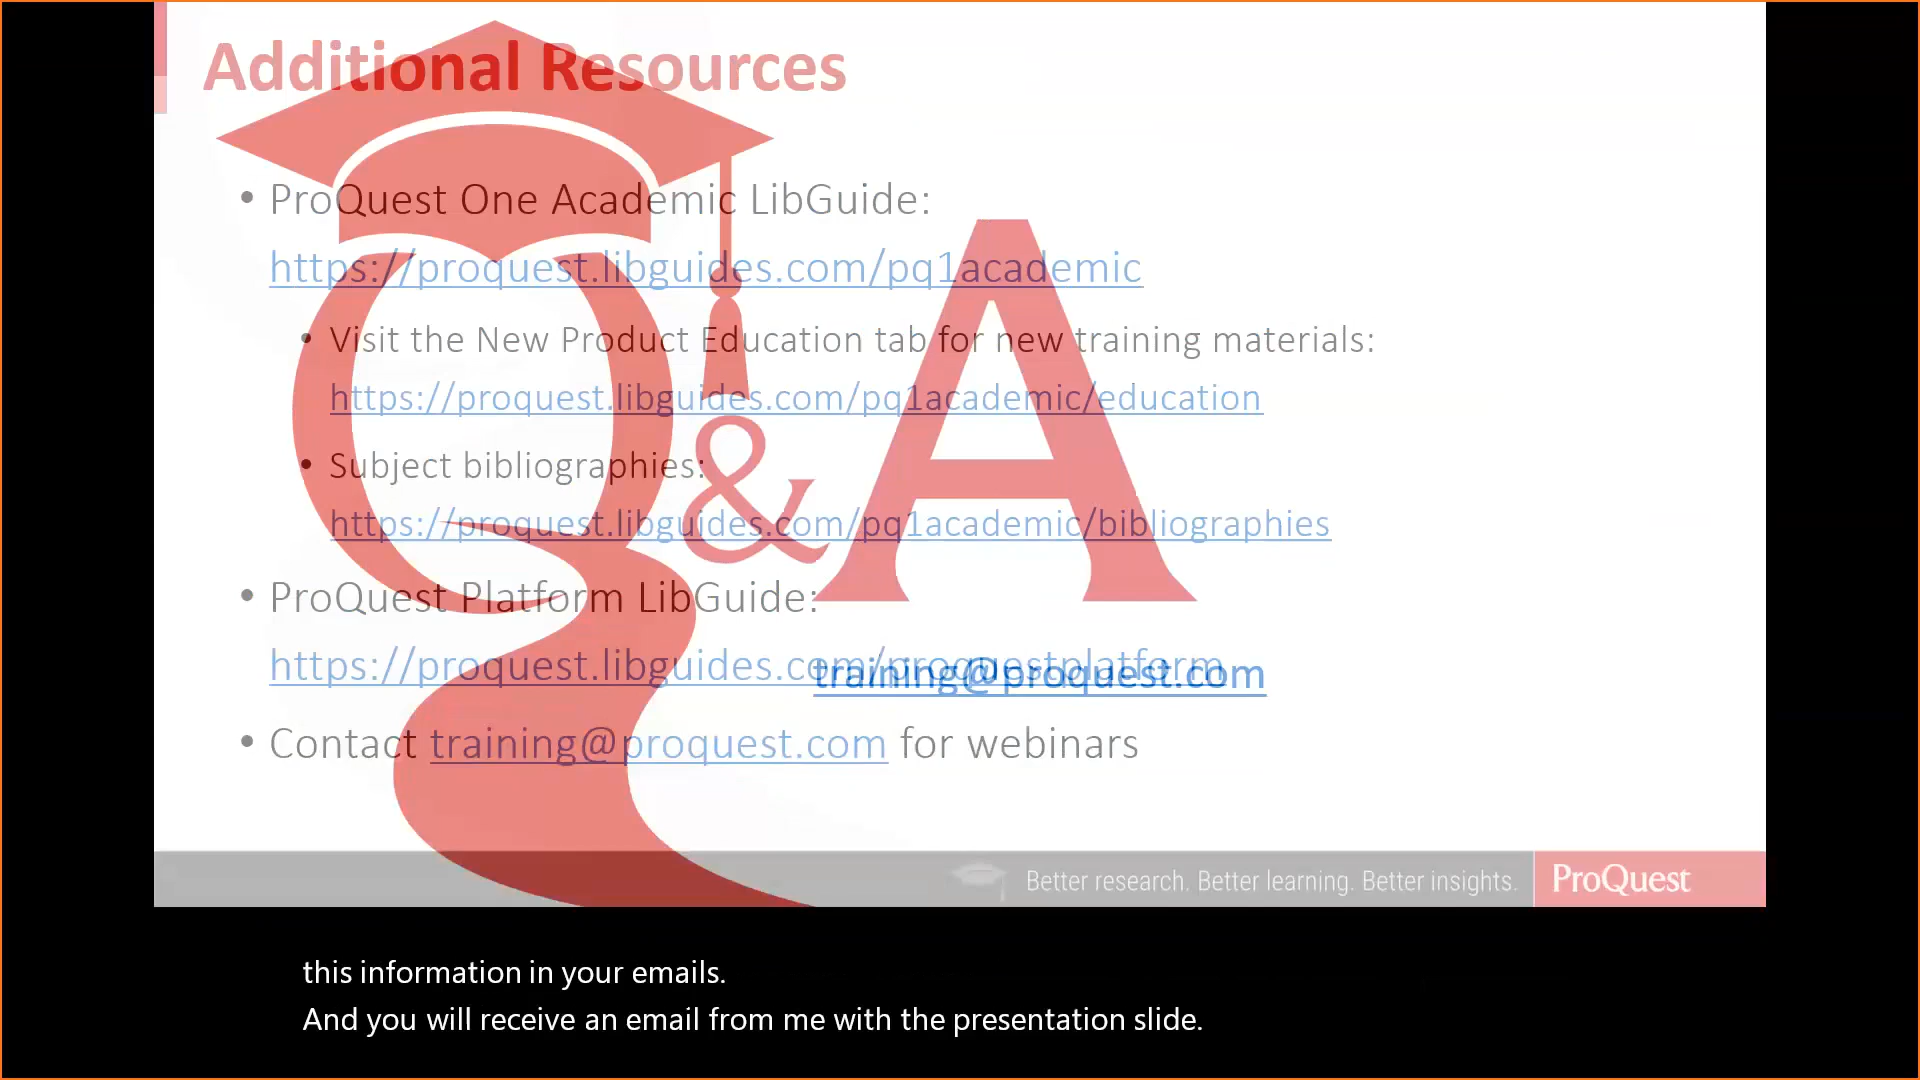 Additional Resources
• ProQuest One Academic LibGuide:
https://proquest.libguides.com/pq1academic
• Visit the New Product Education tab for new training materials:
https://proquest.libguides.com/pq1academic/education
• Subject bibliographies:
https://proquest.libguides.com/pq1academic/bibliographies
Q&A
• ProQuest Platform LibGuide:
https://proquest.libguides.com/proquestplatform
training@proquest.com
• Contact training@proquest.com for webinars
Better research. Better learning. Better insights.
ProQuest
this information in your emails.
And you will receive an email from me with the presentation slide.